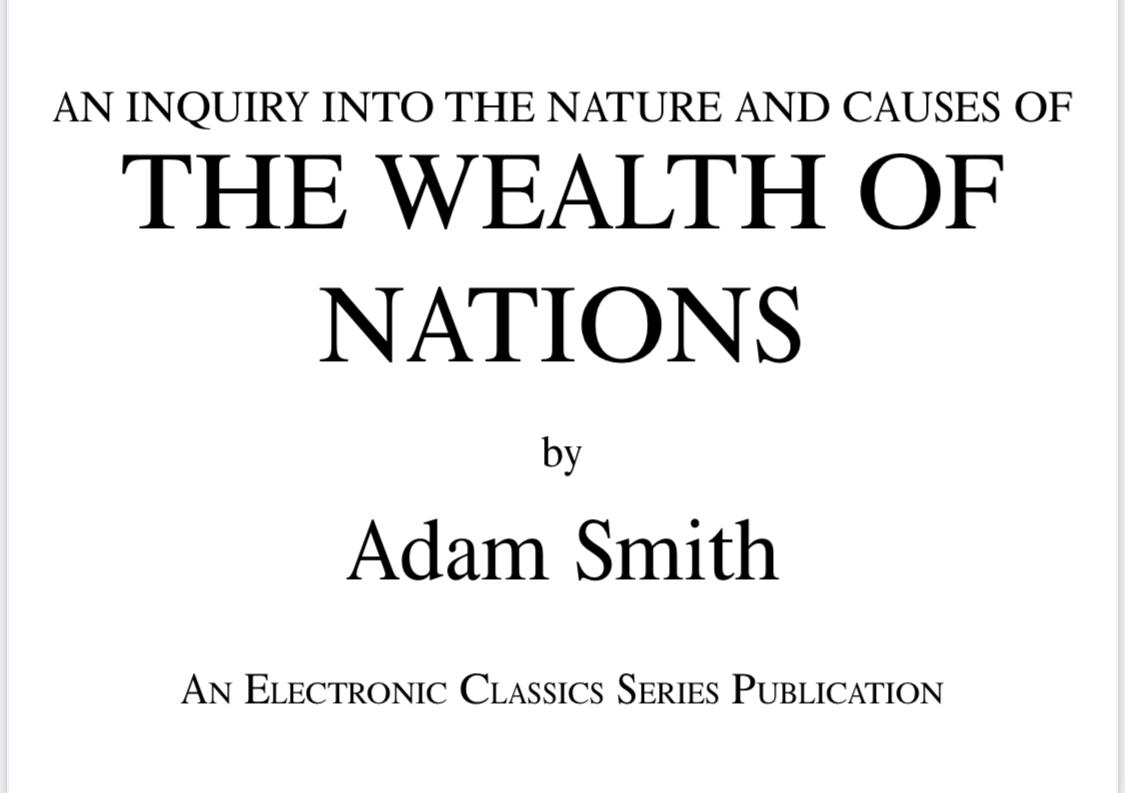 AN INQUIRY INTO THE NATURE AND CAUSES OF
THE WEALTH OF
NATIONS
by
Adam Smith
An Electronic Classics Series Publication